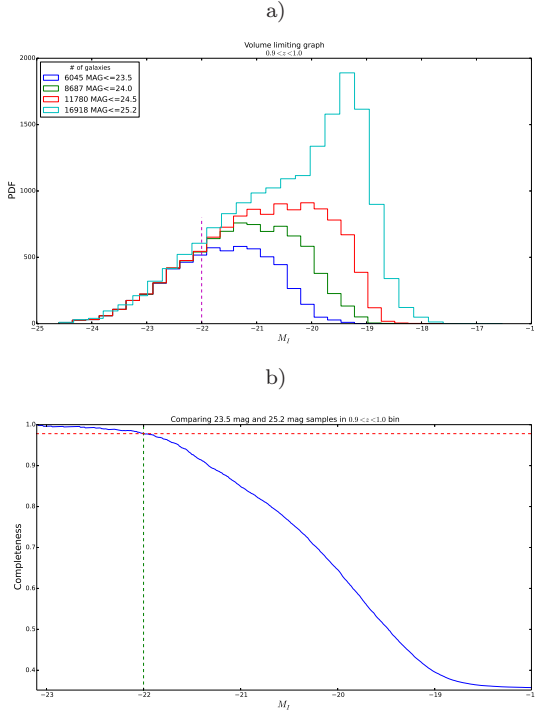 a)
Volume limiting graph
0.9 < z < 1.0
2000
1500
1000
500
0
PDF
# of galaxies
6045 MAG<=23.5
8687 MAG<=24.0
11780 MAG<=24.5
16918 MAG<=25.2
−25 −24 −23 −22 −21 −20 −19 −18 −17 −1
M_I
b)
Comparing 23.5 mag and 25.2 mag samples in 0.9 < z < 1.0 bin
1.0
0.9
0.8
0.7
0.6
0.5
0.4
Completeness
−23 −22 −21 −20 −19 −1
M_I